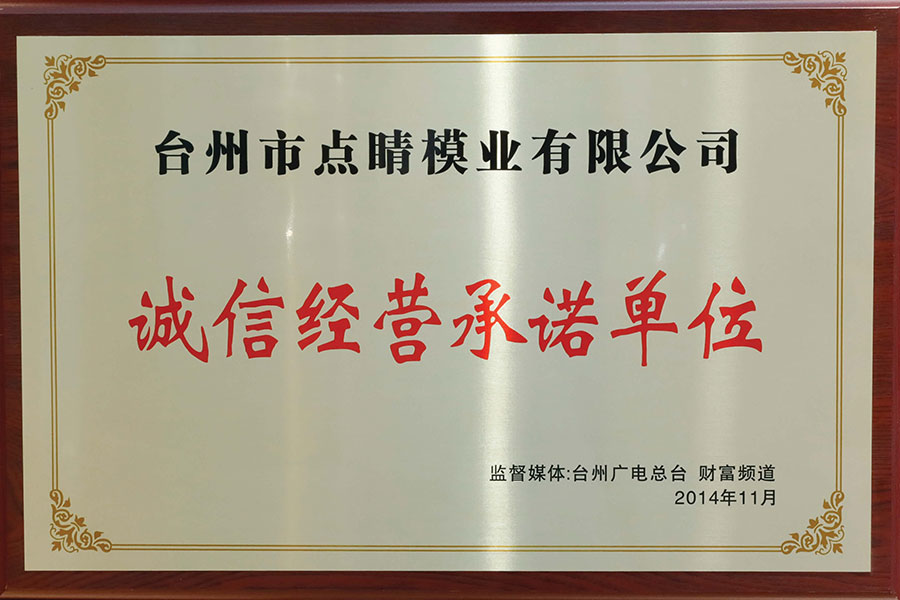 台州市点睛模业有限公司
诚信经营承诺单位
监督媒体:台州广电总台 财富频道
2014年11月